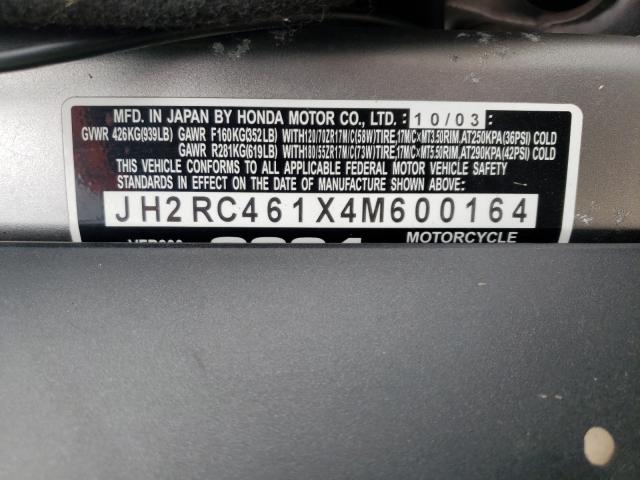 MFD. IN JAPAN BY HONDA MOTOR CO., LTD. 10/03
GVWR 426KG(939LB) GAWR F160KG(352LB) WITH120/70ZR17M/C(58W)TIRE,17M/C×MT3.50RIM,AT250KPA(36PSI) COLD
GAWR R281KG(619LB) WITH180/55ZR17M/C(73W)TIRE,17M/C×MT5.50RIM,AT290KPA(42PSI) COLD
THIS VEHICLE CONFORMS TO ALL APPLICABLE FEDERAL MOTOR VEHICLE SAFETY
STANDARDS IN EFFECT ON THE DATE OF MANUFACTURE SHOWN ABOVE.
JH2RC461X4M600164
MOTORCYCLE